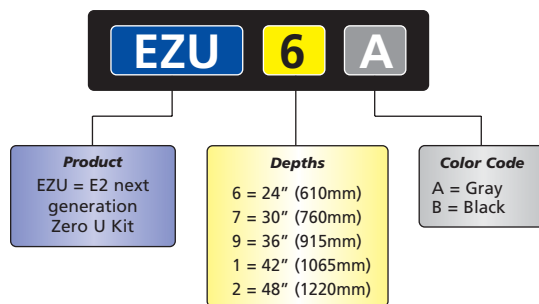 EZU 6 A
Product
EZU = E2 next
generation
Zero U Kit
Depths
6 = 24” (610mm)
7 = 30” (760mm)
9 = 36” (915mm)
1 = 42” (1065mm)
2 = 48” (1220mm)
Color Code
A = Gray
B = Black